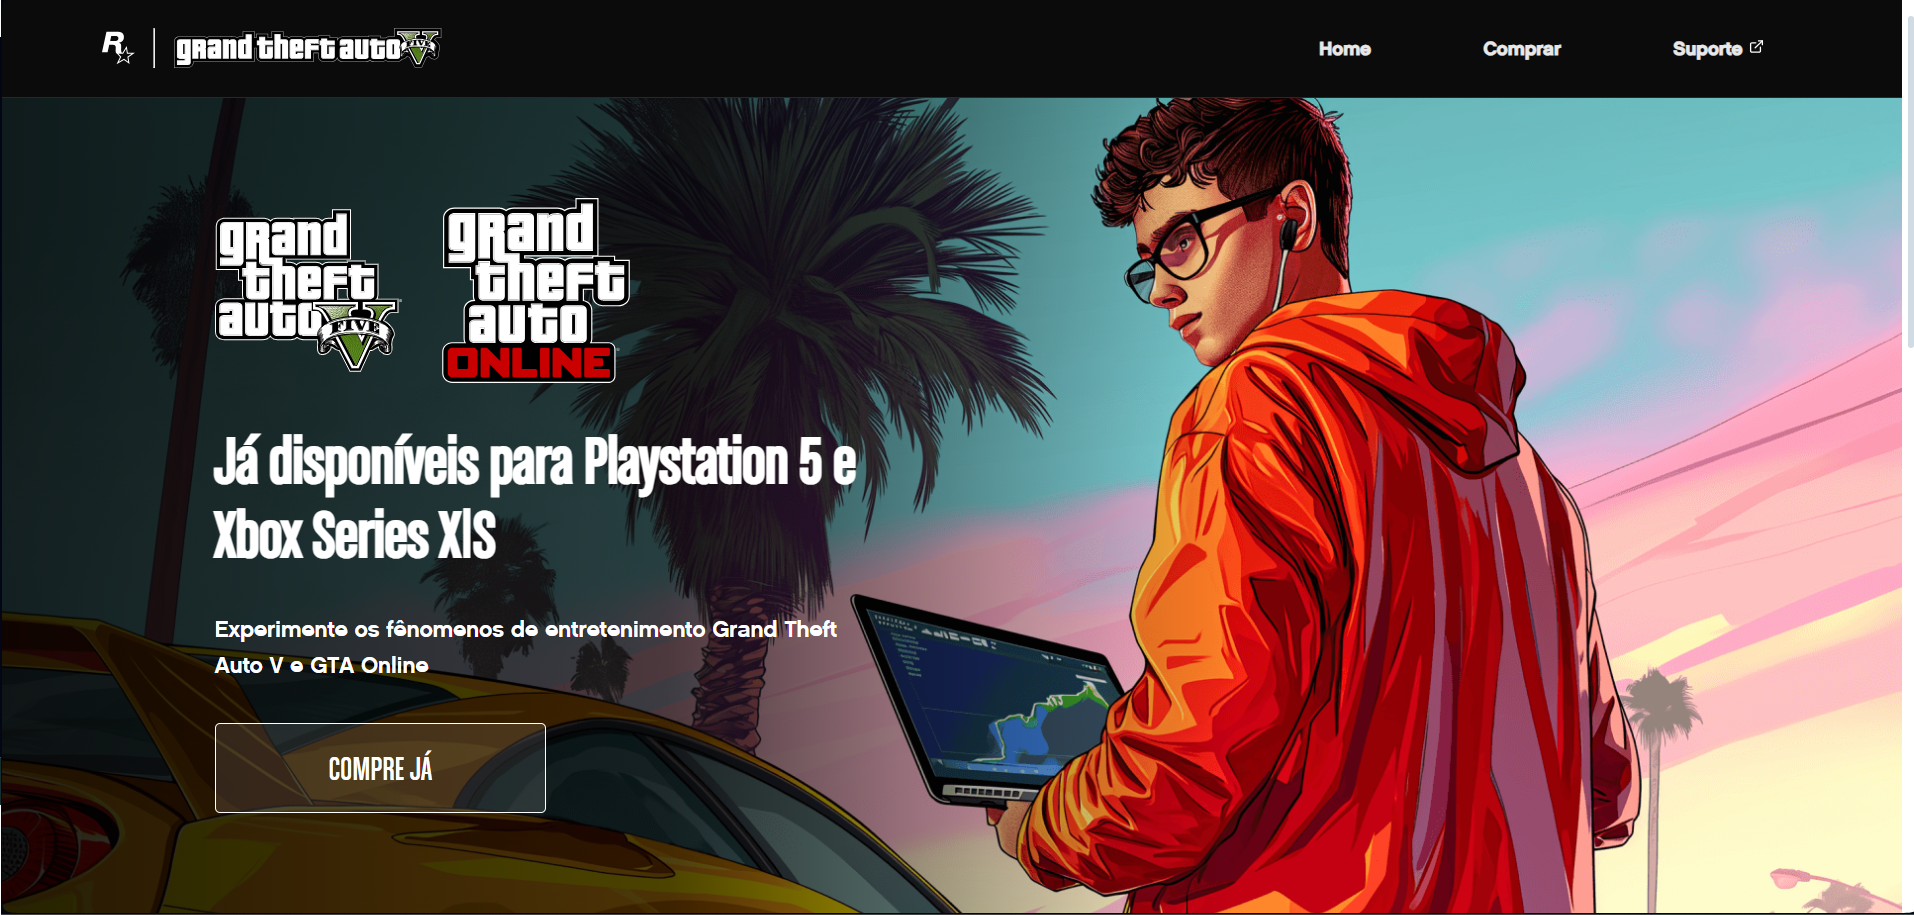 R
grand theft auto V FIVE
Home
Comprar
Suporte
grand
theft
auto V
FIVE
grand
theft
auto
ONLINE
Já disponíveis para Playstation 5 e
Xbox Series X|S
Experimente os fênomenos de entretenimento Grand Theft
Auto V e GTA Online
COMPRE JÁ